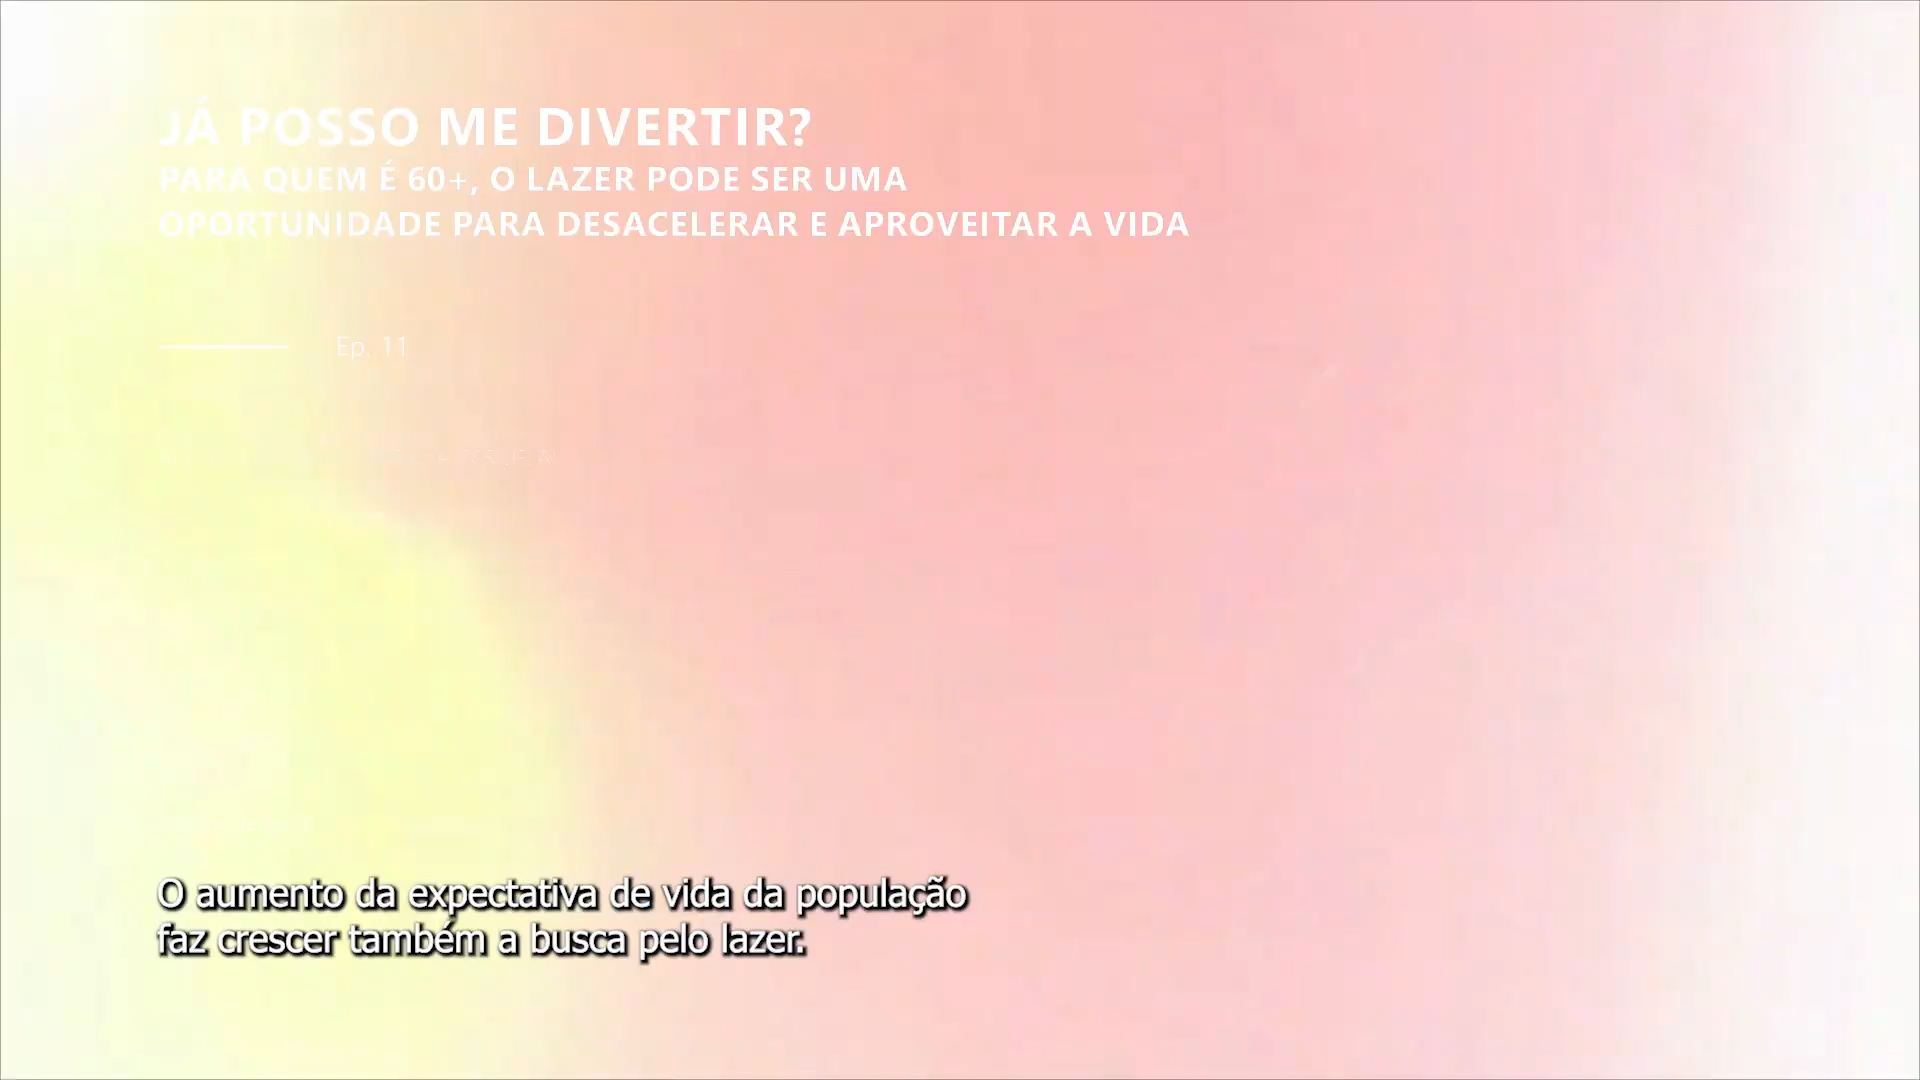 JÁ POSSO ME DIVERTIR?
PARA QUEM É 60+, O LAZER PODE SER UMA
OPORTUNIDADE PARA DESACELERAR E APROVEITAR A VIDA
Ep. 11
O aumento da expectativa de vida da população
faz crescer também a busca pelo lazer.